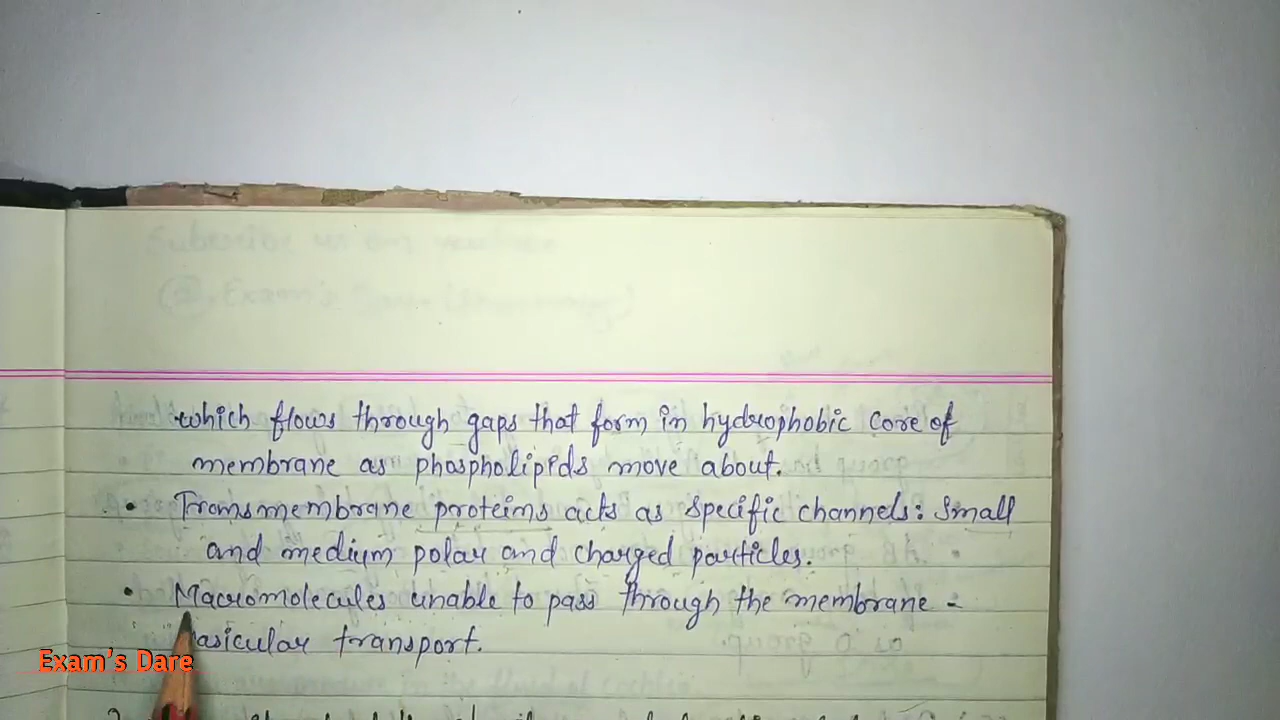 which flows through gaps that form in hydrophobic core of
membrane as phospholipids move about.
• Transmembrane proteins acts as specific channels: Small
and medium polar and charged particles.
• Macromolecules unable to pass through the membrane -
transport.
Exam's Dare